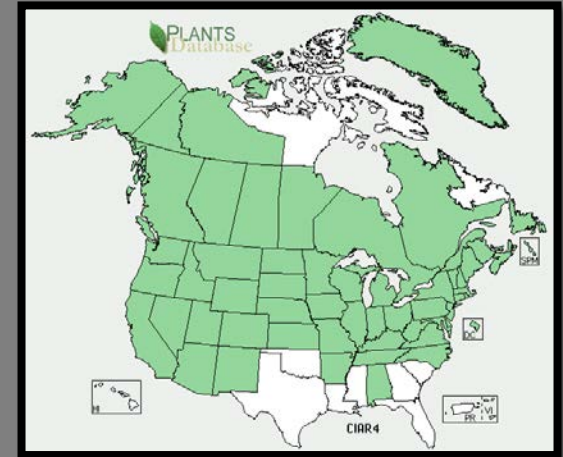 PLANTS
Database
SPM
DC
HI
PR
VI
CIAR4